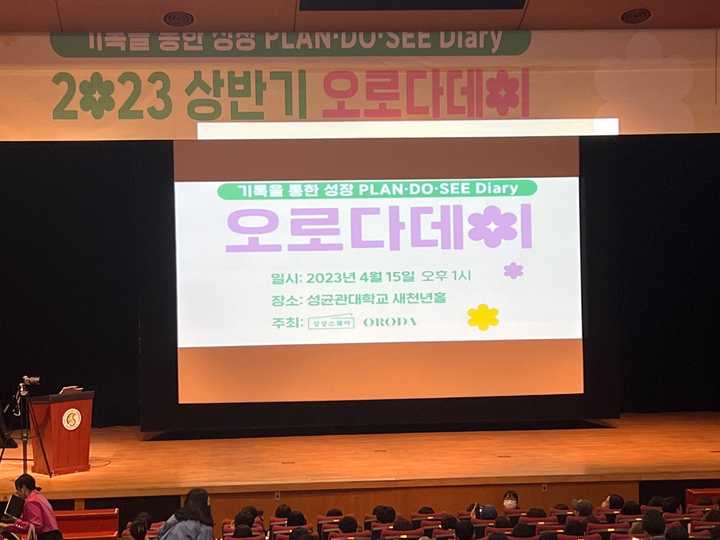 기록을 통한 성장 PLAN·DO·SEE Diary
2023 상반기 오로다데이
기록을 통한 성장 PLAN·DO·SEE Diary
오로다데이
일시: 2023년 4월 15일 오후 1시
장소: 성균관대학교 새천년홀
주최: ORODA